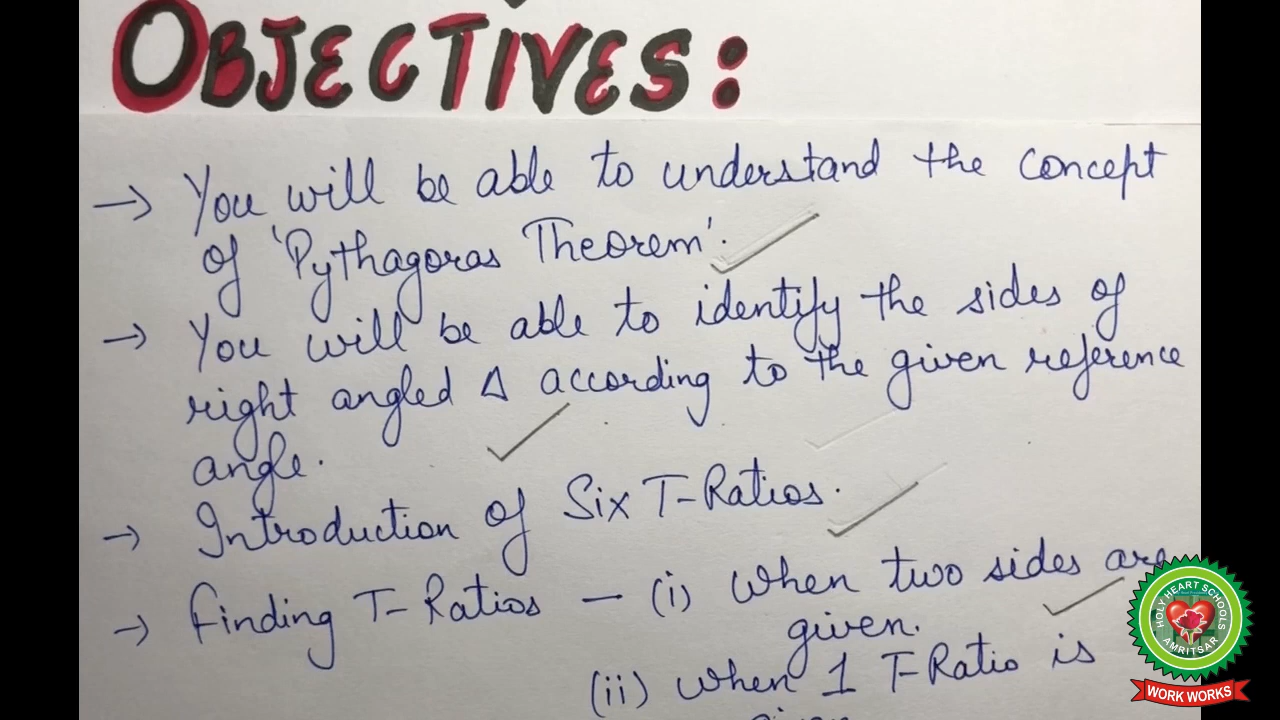 OBJECTIVES:
→ You will be able to understand the concept
of 'Pythagoras Theorem'.
→ You will be able to identify the sides of
right angled Δ according to the given reference
angle.
→ Introduction of Six T-Ratios.
→ Finding T-Ratios — (i) When two sides are
given.
(ii) When 1 T-Ratio is
given
HOLY HEART SCHOOLS
AMRITSAR
WORK WORKS